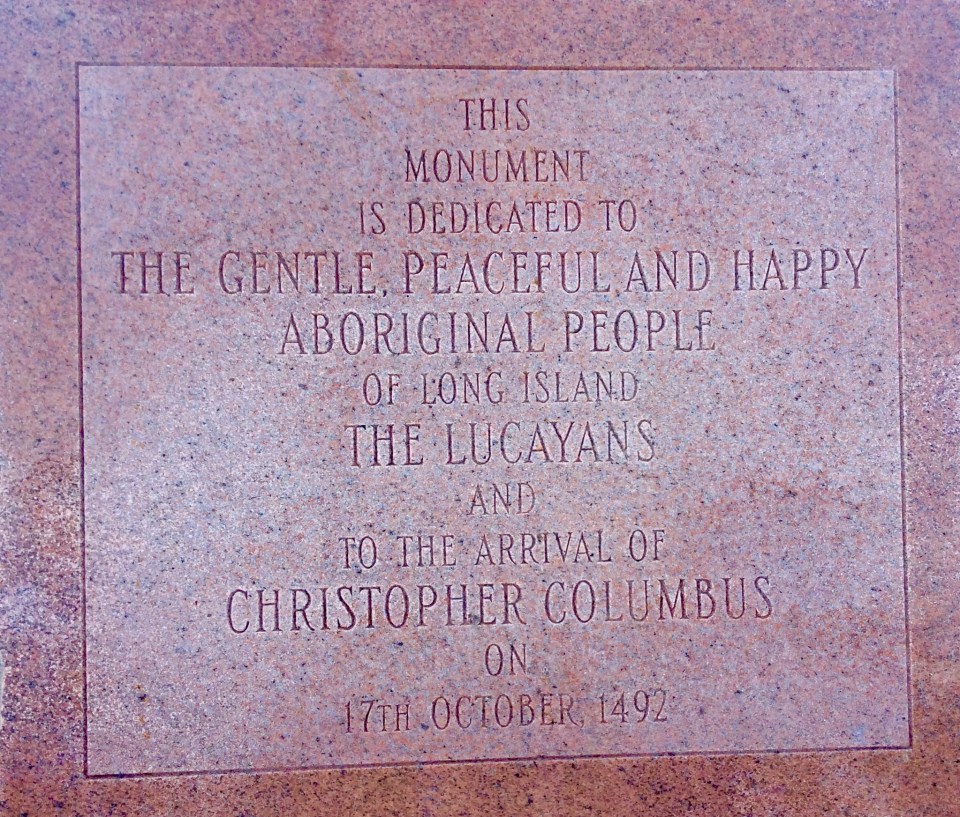 THIS
MONUMENT
IS DEDICATED TO
THE GENTLE, PEACEFUL, AND HAPPY
ABORIGINAL PEOPLE
OF LONG ISLAND
THE LUCAYANS
AND
TO THE ARRIVAL OF
CHRISTOPHER COLUMBUS
ON
17TH OCTOBER, 1492